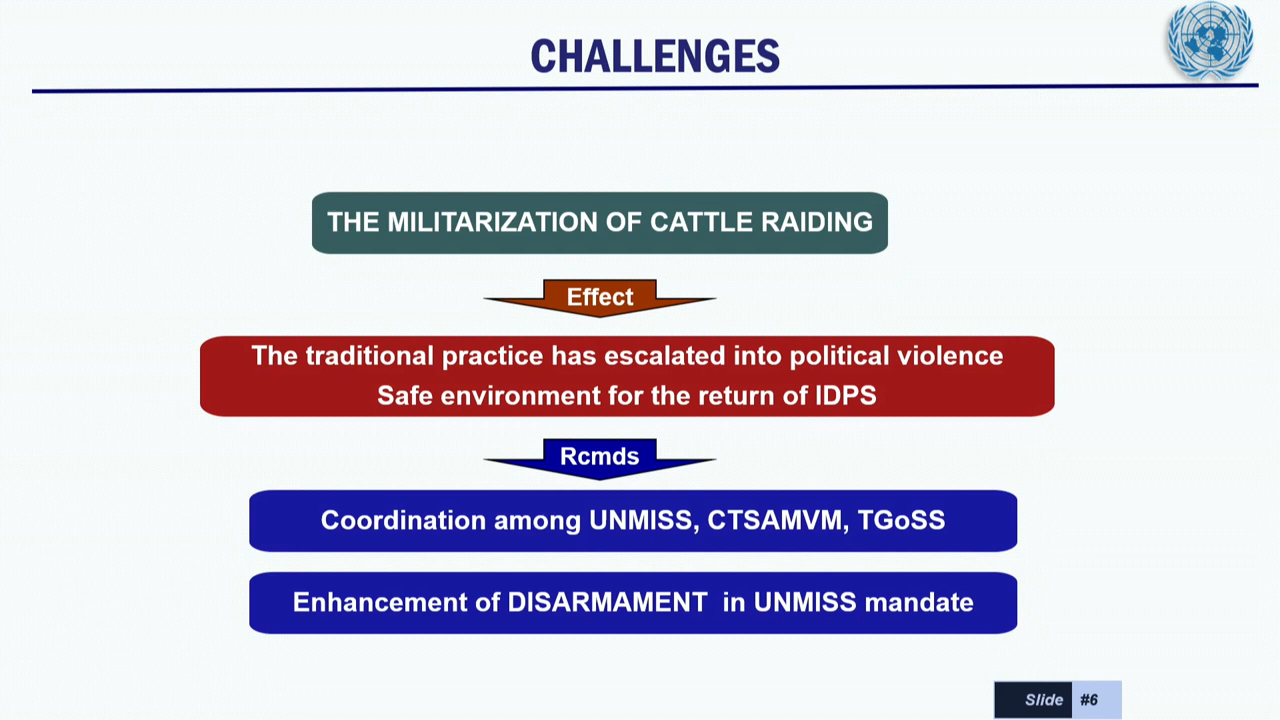 CHALLENGES
THE MILITARIZATION OF CATTLE RAIDING
Effect
The traditional practice has escalated into political violence
Safe environment for the return of IDPS
Rcmds
Coordination among UNMISS, CTSAMVM, TGoSS
Enhancement of DISARMAMENT in UNMISS mandate
Slide #6